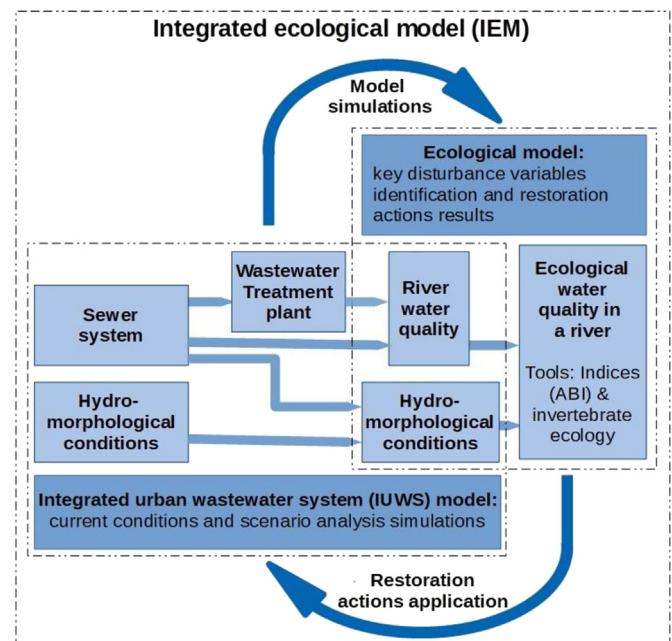 Integrated ecological model (IEM)
Model
simulations
Ecological model:
key disturbance variables
identification and restoration
actions results
Wastewater
Treatment
plant
River
water
quality
Ecological
water
quality in
a river
Tools: Indices
(ABI) &
invertebrate
ecology
Sewer
system
Hydro-
morphological
conditions
Hydro-
morphological
conditions
Integrated urban wastewater system (IUWS) model:
current conditions and scenario analysis simulations
Restoration
actions application